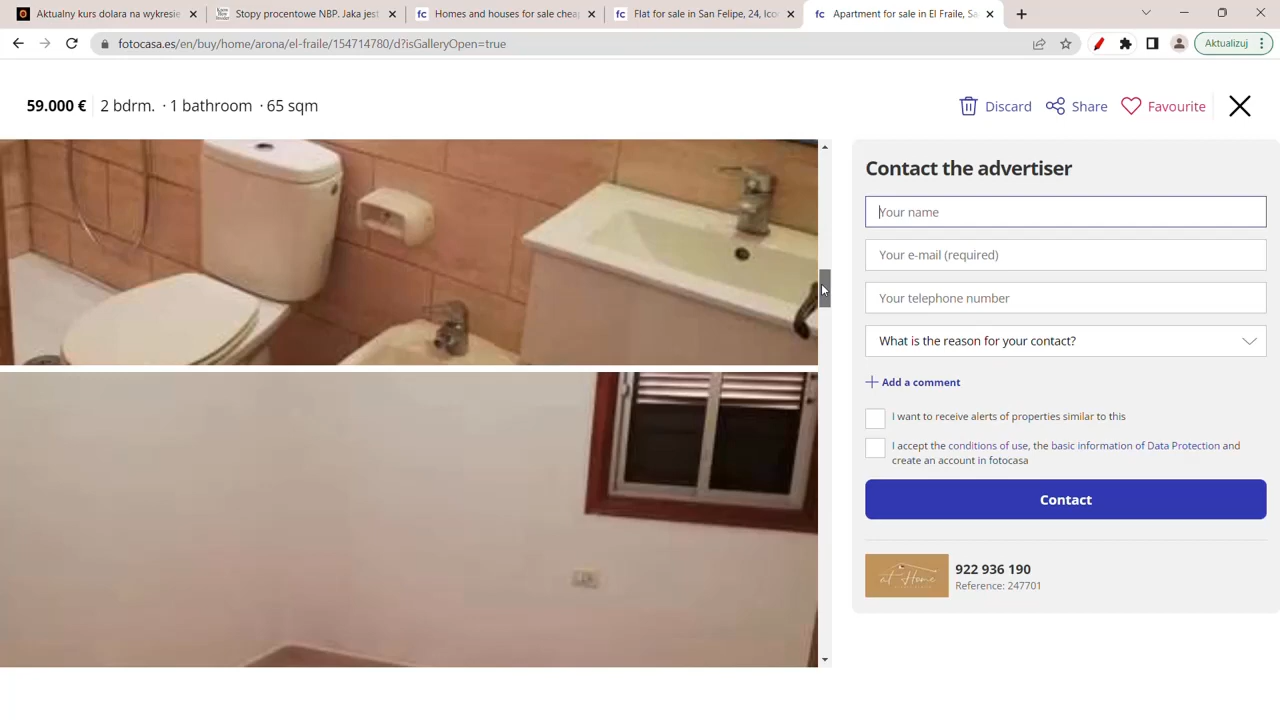 Aktualny kurs dolara na wykresie
Stopy procentowe NBP. Jaka jest
Homes and houses for sale cheap
Flat for sale in San Felipe, 24, Ico
Apartment for sale in El Fraile, Sa
fotocasa.es/en/buy/home/arona/el-fraile/154714780/d?isGalleryOpen=true
Aktualizuj
59.000 € 2 bdrm. · 1 bathroom · 65 sqm
Discard Share Favourite
Contact the advertiser
Your name
Your e-mail (required)
Your telephone number
What is the reason for your contact?
Add a comment
I want to receive alerts of properties similar to this
I accept the conditions of use, the basic information of Data Protection and
create an account in fotocasa
Contact
at Home
922 936 190
Reference: 247701